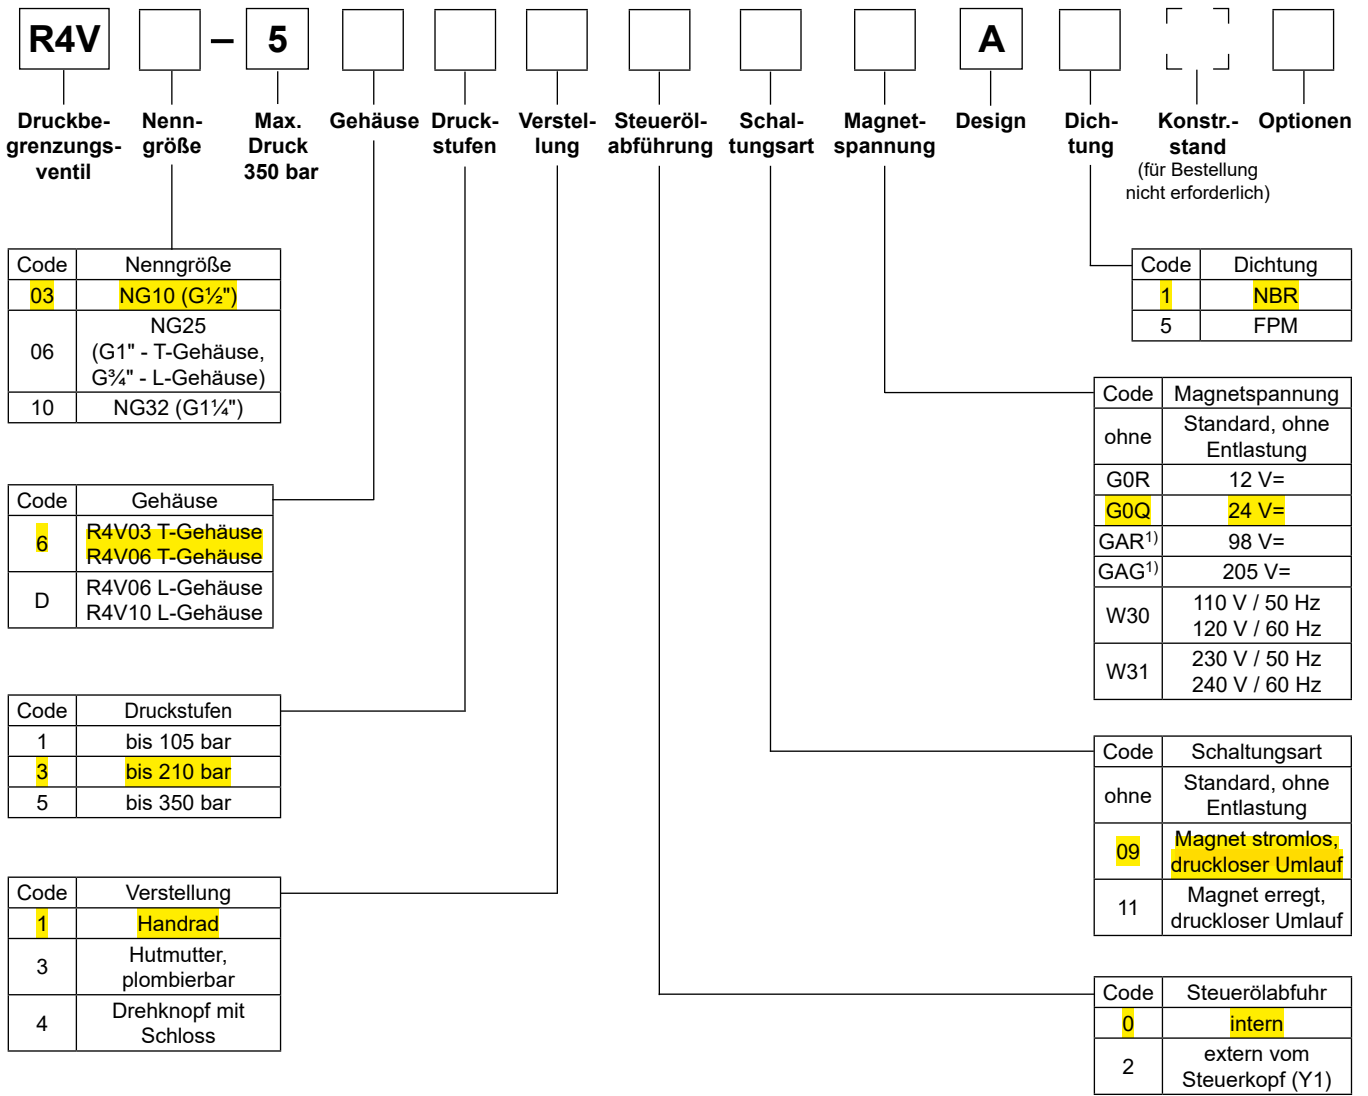 R4V – 5 A
Druckbe-
grenzungs-
ventil
Nenn-
größe
Max.
Druck
350 bar
Gehäuse
Druck-
stufen
Verstel-
lung
Steueröl-
abführung
Schal-
tungsart
Magnet-
spannung
Design
Dich-
tung
Konstr.-
stand
(für Bestellung
nicht erforderlich)
Optionen
Code Nenngröße
03 NG10 (G½")
06 NG25
(G1" - T-Gehäuse,
G¾" - L-Gehäuse)
10 NG32 (G1¼")
Code Gehäuse
6 R4V03 T-Gehäuse
R4V06 T-Gehäuse
D R4V06 L-Gehäuse
R4V10 L-Gehäuse
Code Druckstufen
1 bis 105 bar
3 bis 210 bar
5 bis 350 bar
Code Verstellung
1 Handrad
3 Hutmutter,
plombierbar
4 Drehknopf mit
Schloss
Code Dichtung
1 NBR
5 FPM
Code Magnetspannung
ohne Standard, ohne
Entlastung
G0R 12 V=
G0Q 24 V=
GAR1) 98 V=
GAG1) 205 V=
W30 110 V / 50 Hz
120 V / 60 Hz
W31 230 V / 50 Hz
240 V / 60 Hz
Code Schaltungsart
ohne Standard, ohne
Entlastung
09 Magnet stromlos,
druckloser Umlauf
11 Magnet erregt,
druckloser Umlauf
Code Steuerölabfuhr
0 intern
2 extern vom
Steuerkopf (Y1)